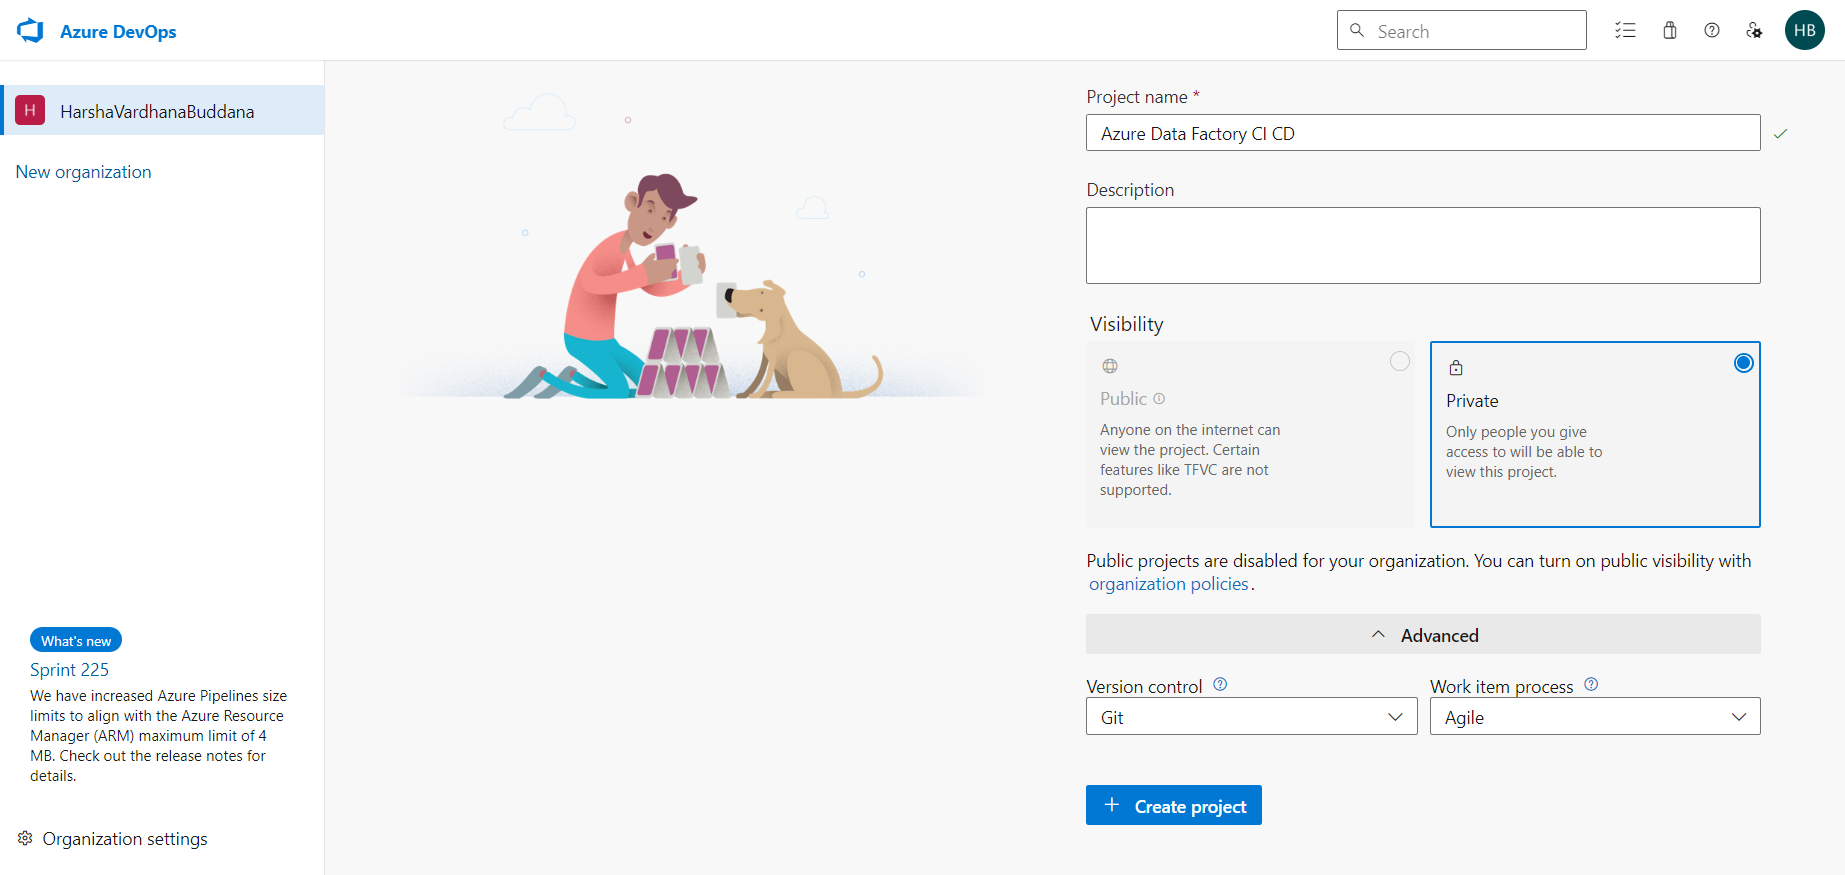 Azure DevOps
Search
HB
H
HarshaVardhanaBuddana
New organization
What's new
Sprint 225
We have increased Azure Pipelines size
limits to align with the Azure Resource
Manager (ARM) maximum limit of 4
MB. Check out the release notes for
details.
Organization settings
Project name *
Azure Data Factory CI CD
Description
Visibility
Public
Anyone on the internet can
view the project. Certain
features like TFVC are not
supported.
Private
Only people you give
access to will be able to
view this project.
Public projects are disabled for your organization. You can turn on public visibility with
organization policies.
Advanced
Version control
Git
Work item process
Agile
+ Create project